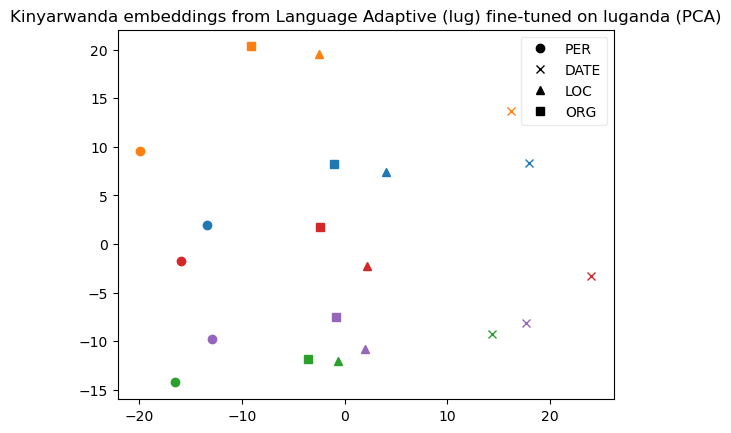 Kinyarwanda embeddings from Language Adaptive (lug) fine-tuned on luganda (PCA)
PER
DATE
LOC
ORG
20
15
10
5
0
−5
−10
−15
−20
−10
0
10
20